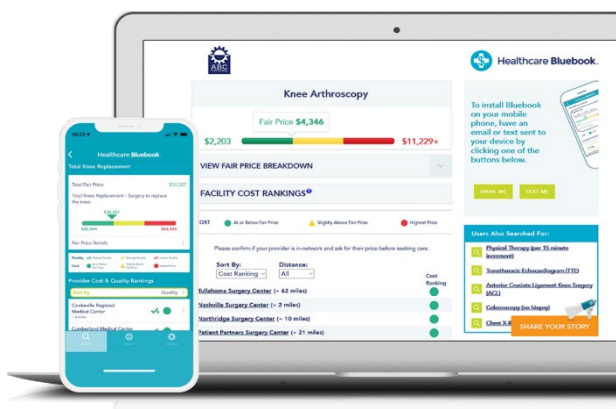 ABC
Healthcare Bluebook.
Knee Arthroscopy
Fair Price $4,346
$2,203
$11,229+
VIEW FAIR PRICE BREAKDOWN
FACILITY COST RANKINGS
COST
At or Below Fair Price
Slightly Above Fair Price
Highest Price
Please confirm if your provider is in-network and ask for their price before seeking care.
Sort By:
Distance:
Cost Ranking
All
Cost
Ranking
Tullahoma Surgery Center (~ 62 miles)
Nashville Surgery Center (~ 2 miles)
Northridge Surgery Center (~ 10 miles)
Patient Partners Surgery Center (~ 21 miles)
To install Bluebook
on your mobile
phone, have an
email or text sent to
your device by
clicking one of the
buttons below.
EMAIL ME
TEXT ME
Users Also Searched For:
Physical Therapy (per 15 minute
increment)
Transthoracic Echocardiogram (TTE)
Anterior Cruciate Ligament Knee Surgery
(ACL)
Colonoscopy (no biopsy)
Chest X
SHARE YOUR STORY
Healthcare Bluebook.
Total Knee Replacement
Total Fair Price:
Total Knee Replacement - Surgery to replace
the knee.
Fair Price Details
Quality
Cost
Provider Cost & Quality Rankings
Sort By
Quality
Cookeville Regional
Medical Center
Cumberland Medical Center